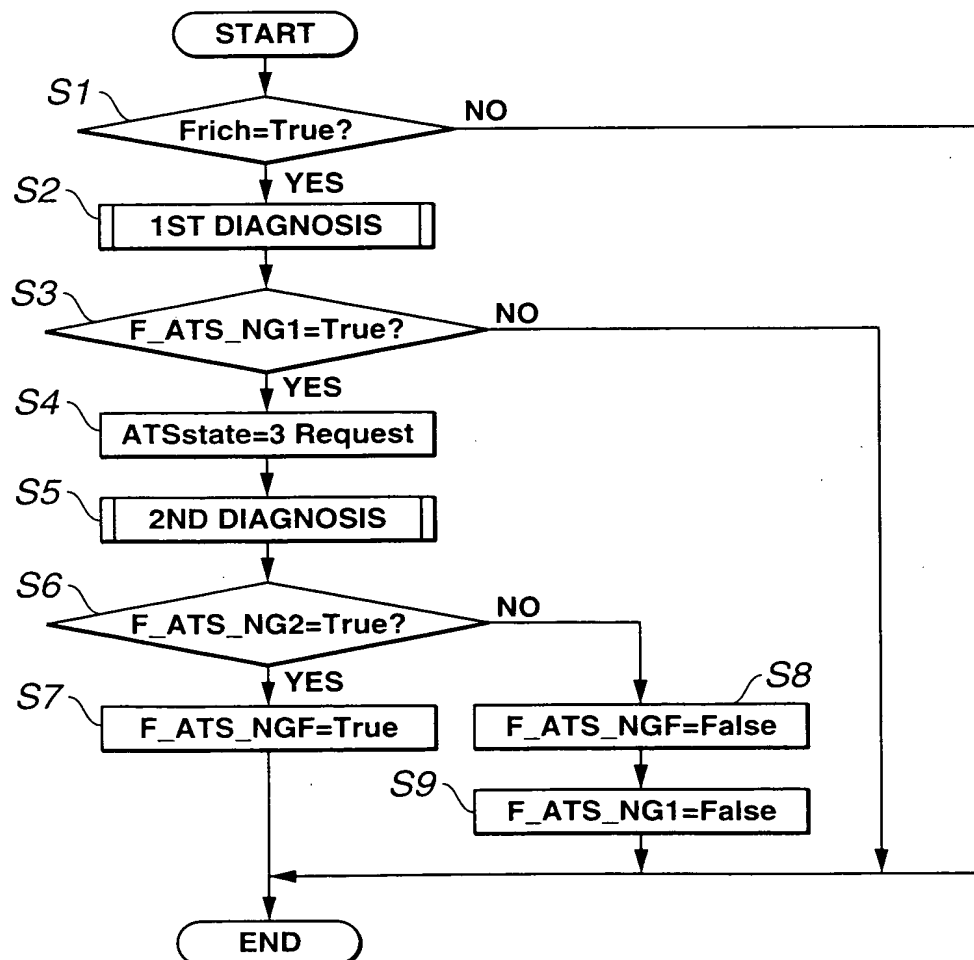 START
S1
Frich=True?
NO
YES
S2
1ST DIAGNOSIS
S3
F_ATS_NG1=True?
NO
YES
S4
ATSstate=3 Request
S5
2ND DIAGNOSIS
S6
F_ATS_NG2=True?
NO
YES
S7
F_ATS_NGF=True
S8
F_ATS_NGF=False
S9
F_ATS_NG1=False
END